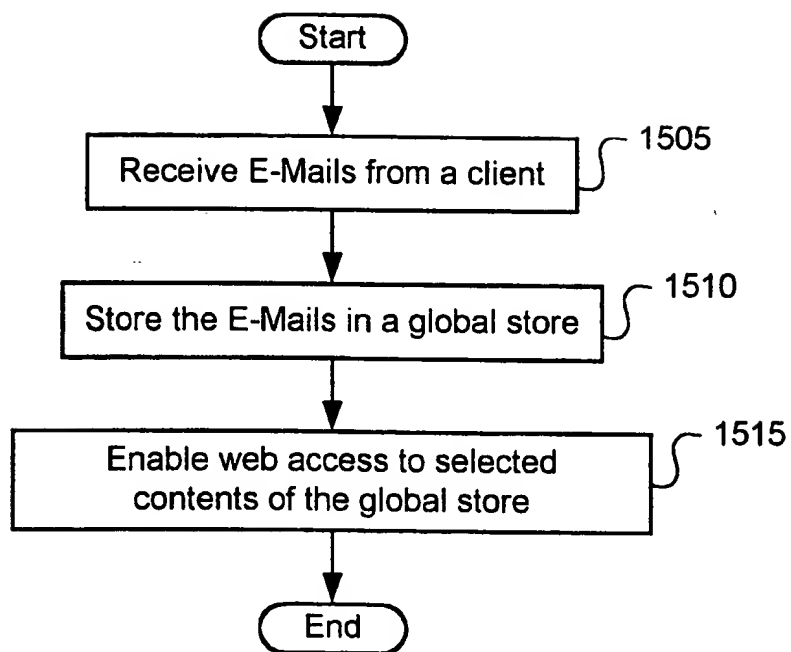 Start
Receive E-Mails from a client
1505
Store the E-Mails in a global store
1510
Enable web access to selected
contents of the global store
1515
End